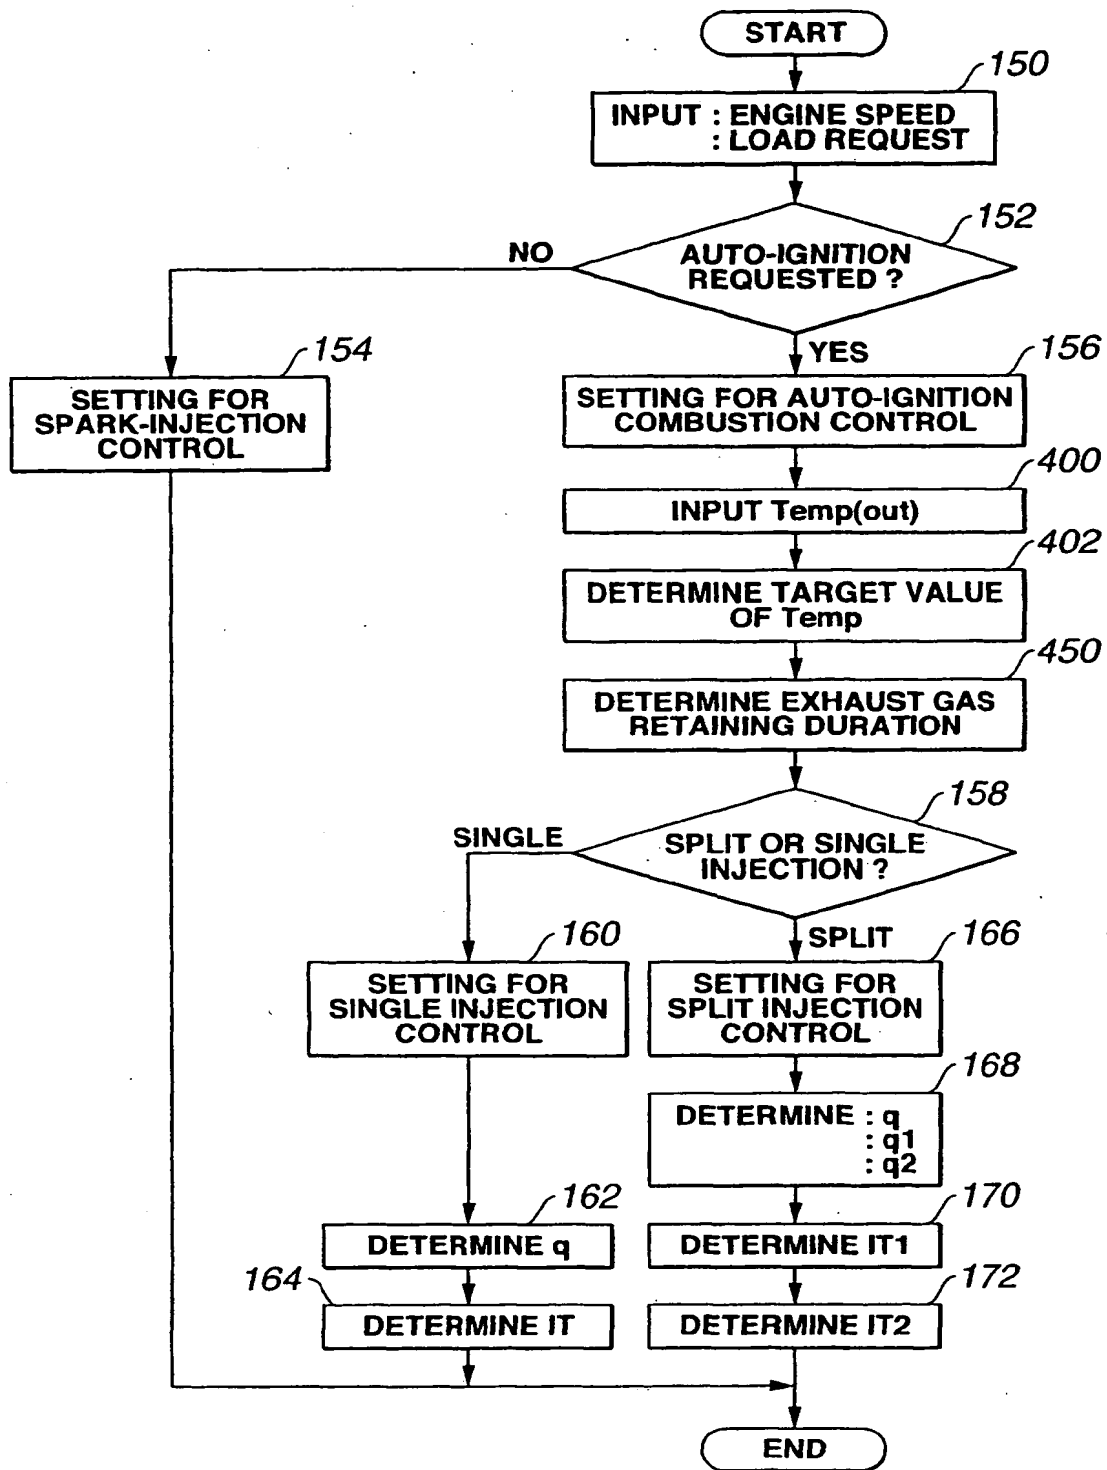 START
150
INPUT : ENGINE SPEED
: LOAD REQUEST
152
AUTO-IGNITION
REQUESTED ?
NO
YES
154
SETTING FOR
SPARK-INJECTION
CONTROL
156
SETTING FOR AUTO-IGNITION
COMBUSTION CONTROL
400
INPUT Temp(out)
402
DETERMINE TARGET VALUE
OF Temp
450
DETERMINE EXHAUST GAS
RETAINING DURATION
158
SPLIT OR SINGLE
INJECTION ?
SINGLE
SPLIT
160
SETTING FOR
SINGLE INJECTION
CONTROL
166
SETTING FOR
SPLIT INJECTION
CONTROL
168
DETERMINE : q
: q1
: q2
162
DETERMINE q
170
DETERMINE IT1
164
DETERMINE IT
172
DETERMINE IT2
END